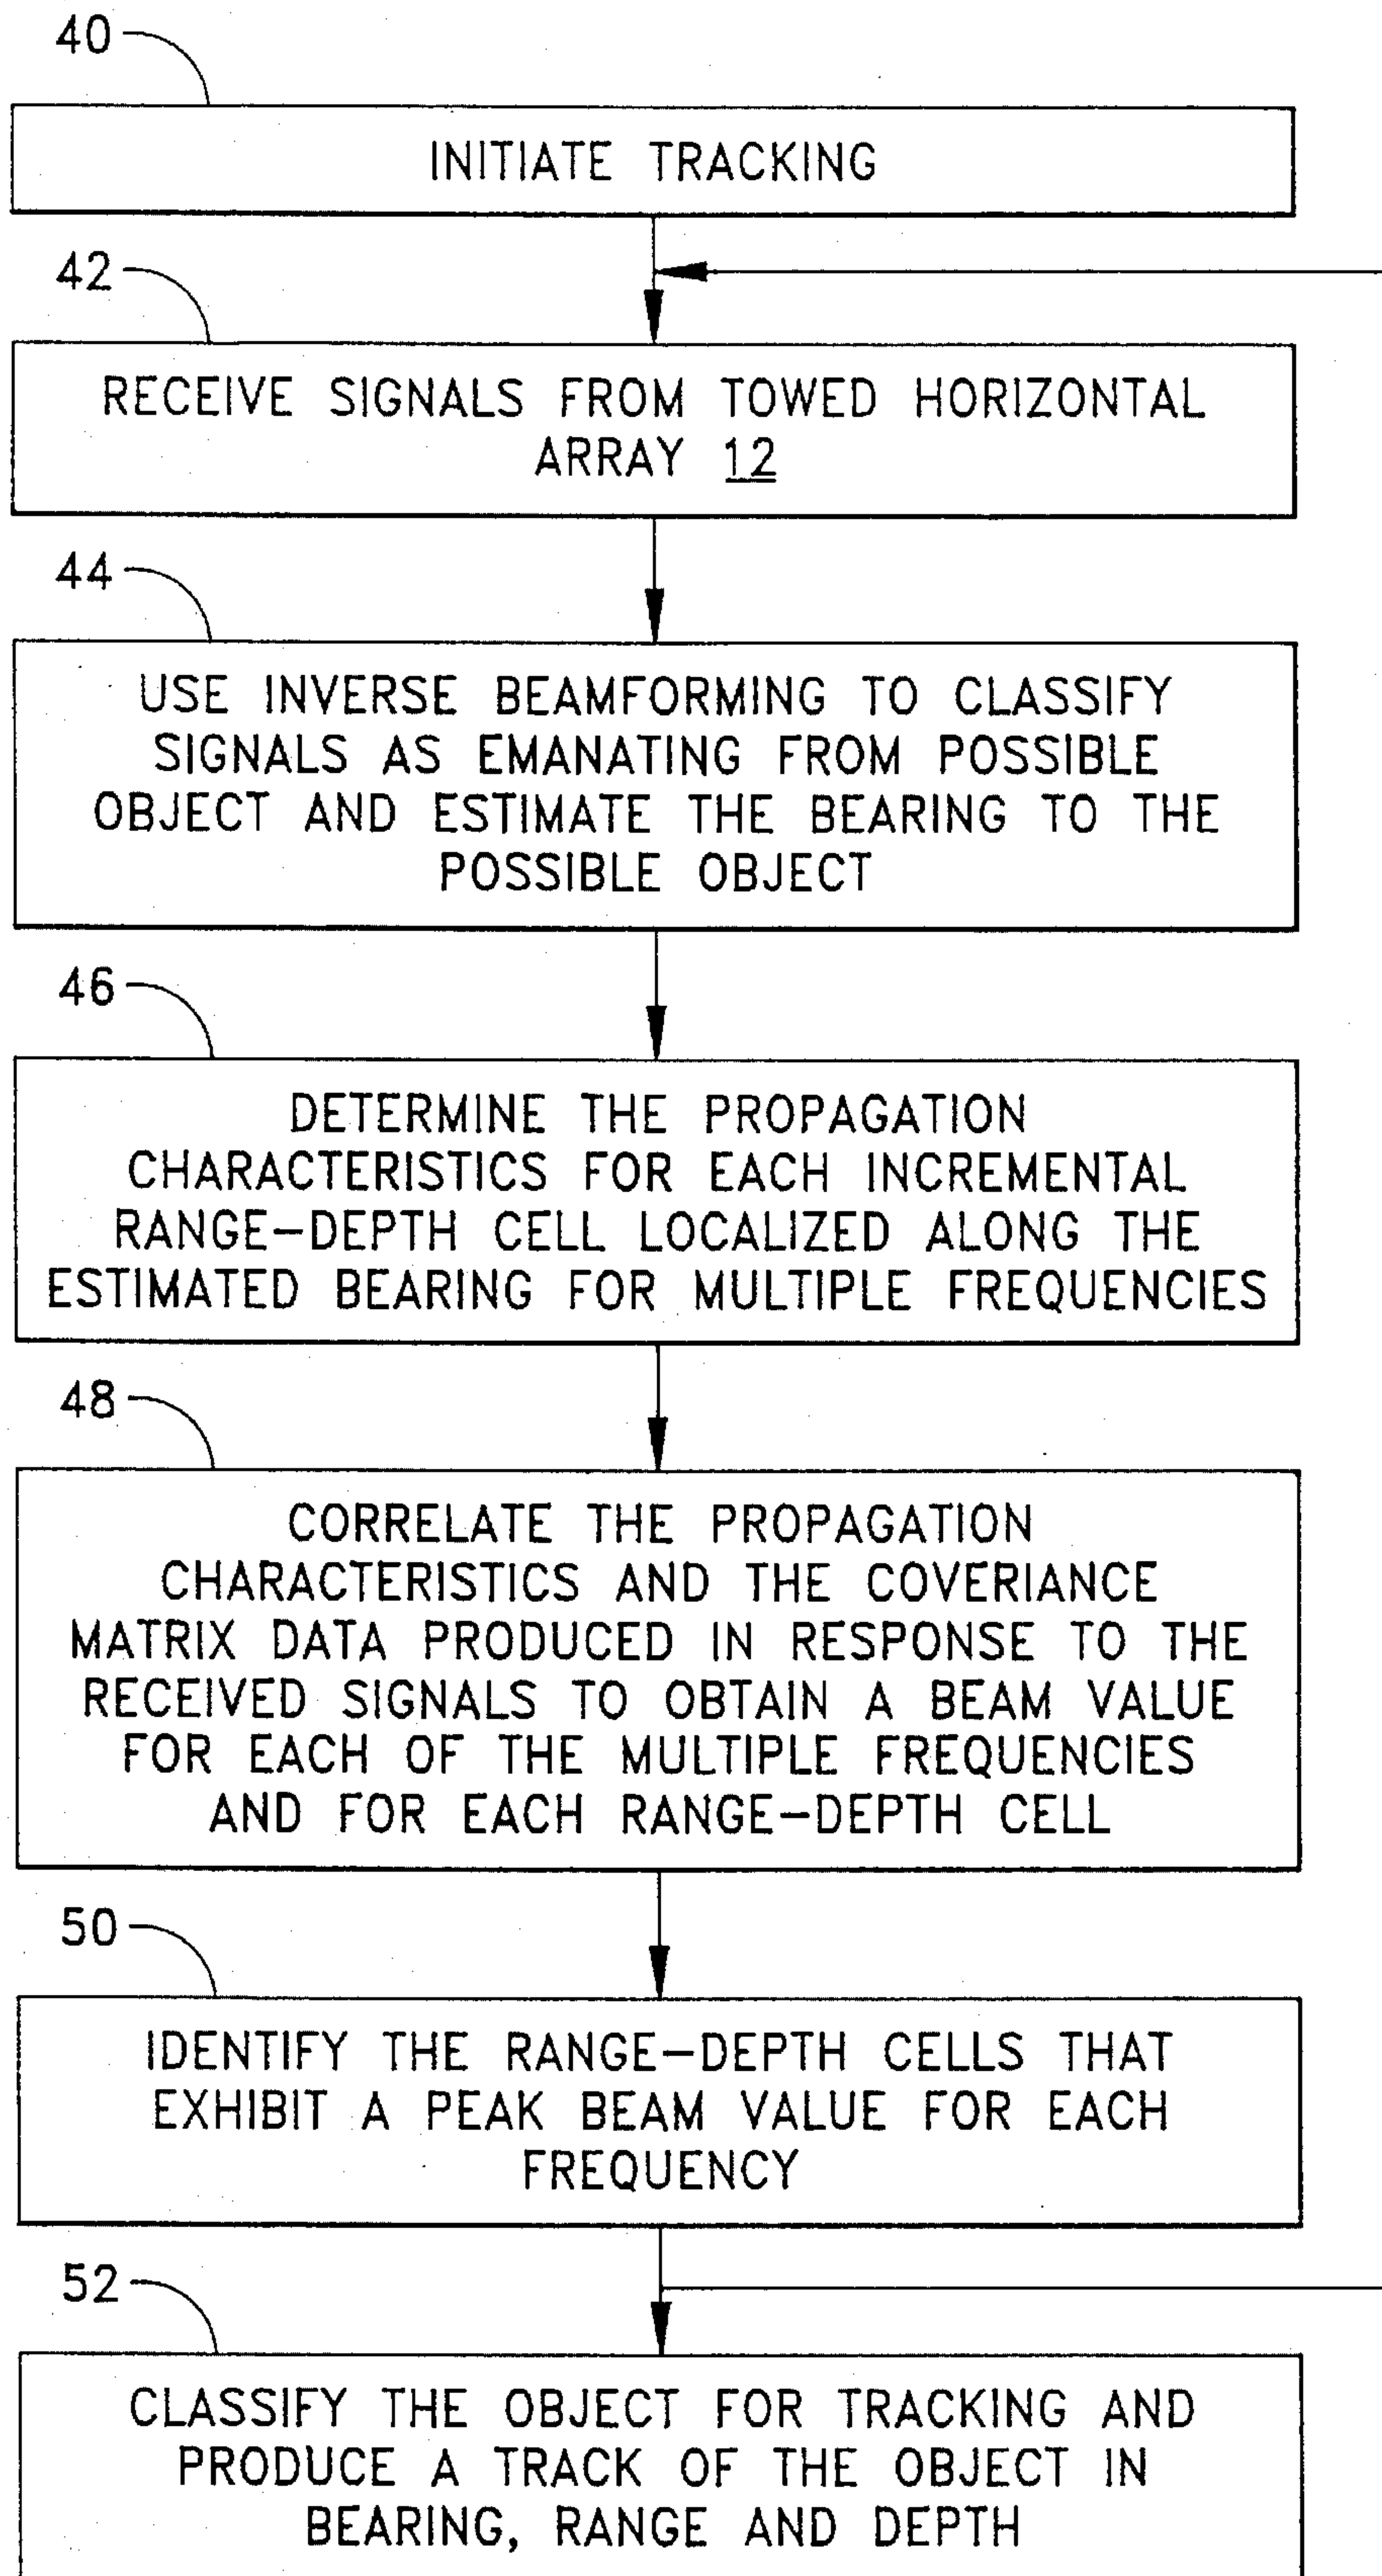 40
INITIATE TRACKING
42
RECEIVE SIGNALS FROM TOWED HORIZONTAL
ARRAY 12
44
USE INVERSE BEAMFORMING TO CLASSIFY
SIGNALS AS EMANATING FROM POSSIBLE
OBJECT AND ESTIMATE THE BEARING TO THE
POSSIBLE OBJECT
46
DETERMINE THE PROPAGATION
CHARACTERISTICS FOR EACH INCREMENTAL
RANGE-DEPTH CELL LOCALIZED ALONG THE
ESTIMATED BEARING FOR MULTIPLE FREQUENCIES
48
CORRELATE THE PROPAGATION
CHARACTERISTICS AND THE COVERIANCE
MATRIX DATA PRODUCED IN RESPONSE TO THE
RECEIVED SIGNALS TO OBTAIN A BEAM VALUE
FOR EACH OF THE MULTIPLE FREQUENCIES
AND FOR EACH RANGE-DEPTH CELL
50
IDENTIFY THE RANGE-DEPTH CELLS THAT
EXHIBIT A PEAK BEAM VALUE FOR EACH
FREQUENCY
52
CLASSIFY THE OBJECT FOR TRACKING AND
PRODUCE A TRACK OF THE OBJECT IN
BEARING, RANGE AND DEPTH